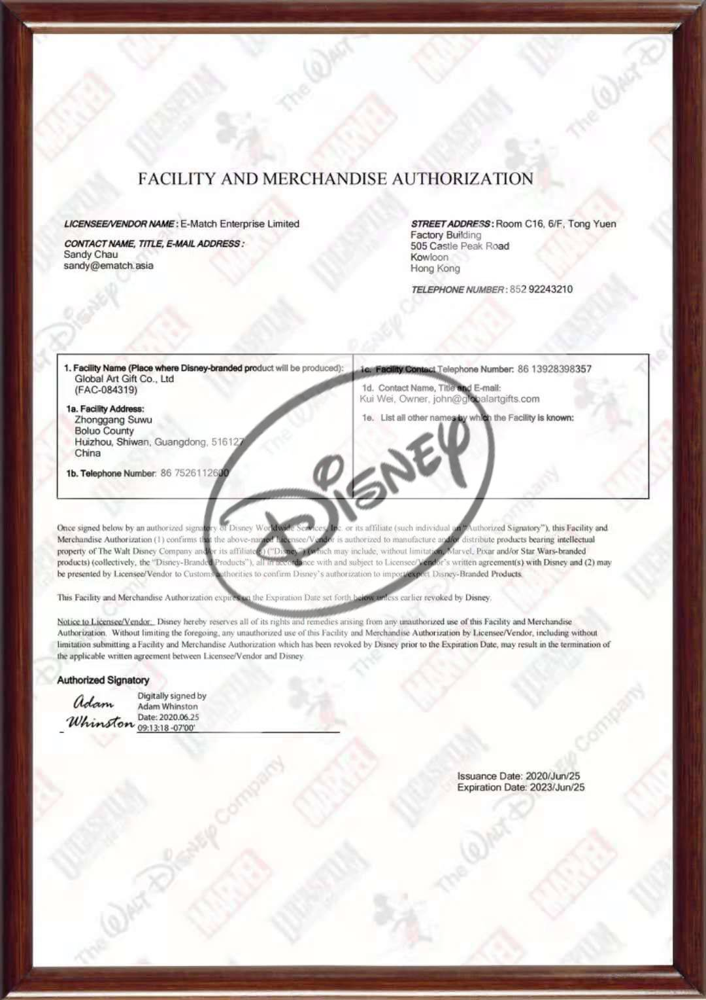 FACILITY AND MERCHANDISE AUTHORIZATION
LICENSEE/VENDOR NAME : E-Match Enterprise Limited
CONTACT NAME, TITLE, E-MAIL ADDRESS :
Sandy Chau
sandy@ematch.asia
STREET ADDRESS : Room C16, 6/F, Tong Yuen
Factory Building
505 Castle Peak Road
Kowloon
Hong Kong
TELEPHONE NUMBER : 852 92243210
1. Facility Name (Place where Disney-branded product will be produced):
Global Art Gift Co., Ltd
(FAC-084319)
1a. Facility Address:
Zhonggang Suwu
Boluo County
Huizhou, Shiwan, Guangdong, 516127
China
1b. Telephone Number: 86 7526112600
1c. Facility Contact Telephone Number: 86 13928398357
1d. Contact Name, Title and E-mail:
Kui Wei, Owner, john@globalartgifts.com
1e. List all other names by which the Facility is known:
Disney
Once signed below by an authorized signatory of Disney Worldwide Services, Inc. or its affiliate (such individual an “Authorized Signatory”), this Facility and
Merchandise Authorization (1) confirms that the above-named Licensee/Vendor is authorized to manufacture and/or distribute products bearing intellectual
property of The Walt Disney Company and/or its affiliate(s) (“Disney”) (which may include, without limitation, Marvel, Pixar and/or Star Wars-branded
products) (collectively, the “Disney-Branded Products”), all in accordance with and subject to Licensee/Vendor’s written agreement(s) with Disney and (2) may
be presented by Licensee/Vendor to Customs authorities to confirm Disney’s authorization to import/export Disney-Branded Products.
This Facility and Merchandise Authorization expires on the Expiration Date set forth below unless earlier revoked by Disney.
Notice to Licensee/Vendor: Disney hereby reserves all of its rights and remedies arising from any unauthorized use of this Facility and Merchandise
Authorization. Without limiting the foregoing, any unauthorized use of this Facility and Merchandise Authorization by Licensee/Vendor, including without
limitation submitting a Facility and Merchandise Authorization which has been revoked by Disney prior to the Expiration Date, may result in the termination of
the applicable written agreement between Licensee/Vendor and Disney.
Authorized Signatory
Adam
Whinston
Digitally signed by
Adam Whinston
Date: 2020.06.25
09:13:18 -07'00'
Issuance Date: 2020/Jun/25
Expiration Date: 2023/Jun/25